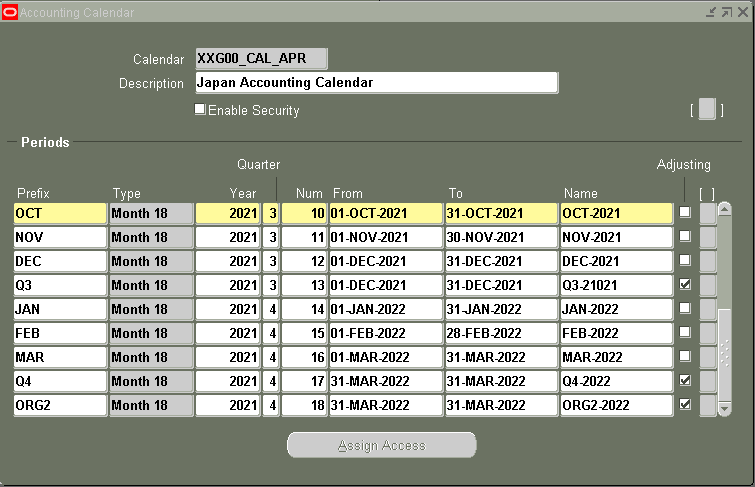 Accounting Calendar
Calendar XXG00_CAL_APR
Description Japan Accounting Calendar
Enable Security [ ]
Periods
Quarter Adjusting
Prefix Type Year Num From To Name [ ]
OCT Month 18 2021 3 10 01-OCT-2021 31-OCT-2021 OCT-2021
NOV Month 18 2021 3 11 01-NOV-2021 30-NOV-2021 NOV-2021
DEC Month 18 2021 3 12 01-DEC-2021 31-DEC-2021 DEC-2021
Q3 Month 18 2021 3 13 31-DEC-2021 31-DEC-2021 Q3-21021
JAN Month 18 2021 4 14 01-JAN-2022 31-JAN-2022 JAN-2022
FEB Month 18 2021 4 15 01-FEB-2022 28-FEB-2022 FEB-2022
MAR Month 18 2021 4 16 01-MAR-2022 31-MAR-2022 MAR-2022
Q4 Month 18 2021 4 17 31-MAR-2022 31-MAR-2022 Q4-2022
ORG2 Month 18 2021 4 18 31-MAR-2022 31-MAR-2022 ORG2-2022
Assign Access